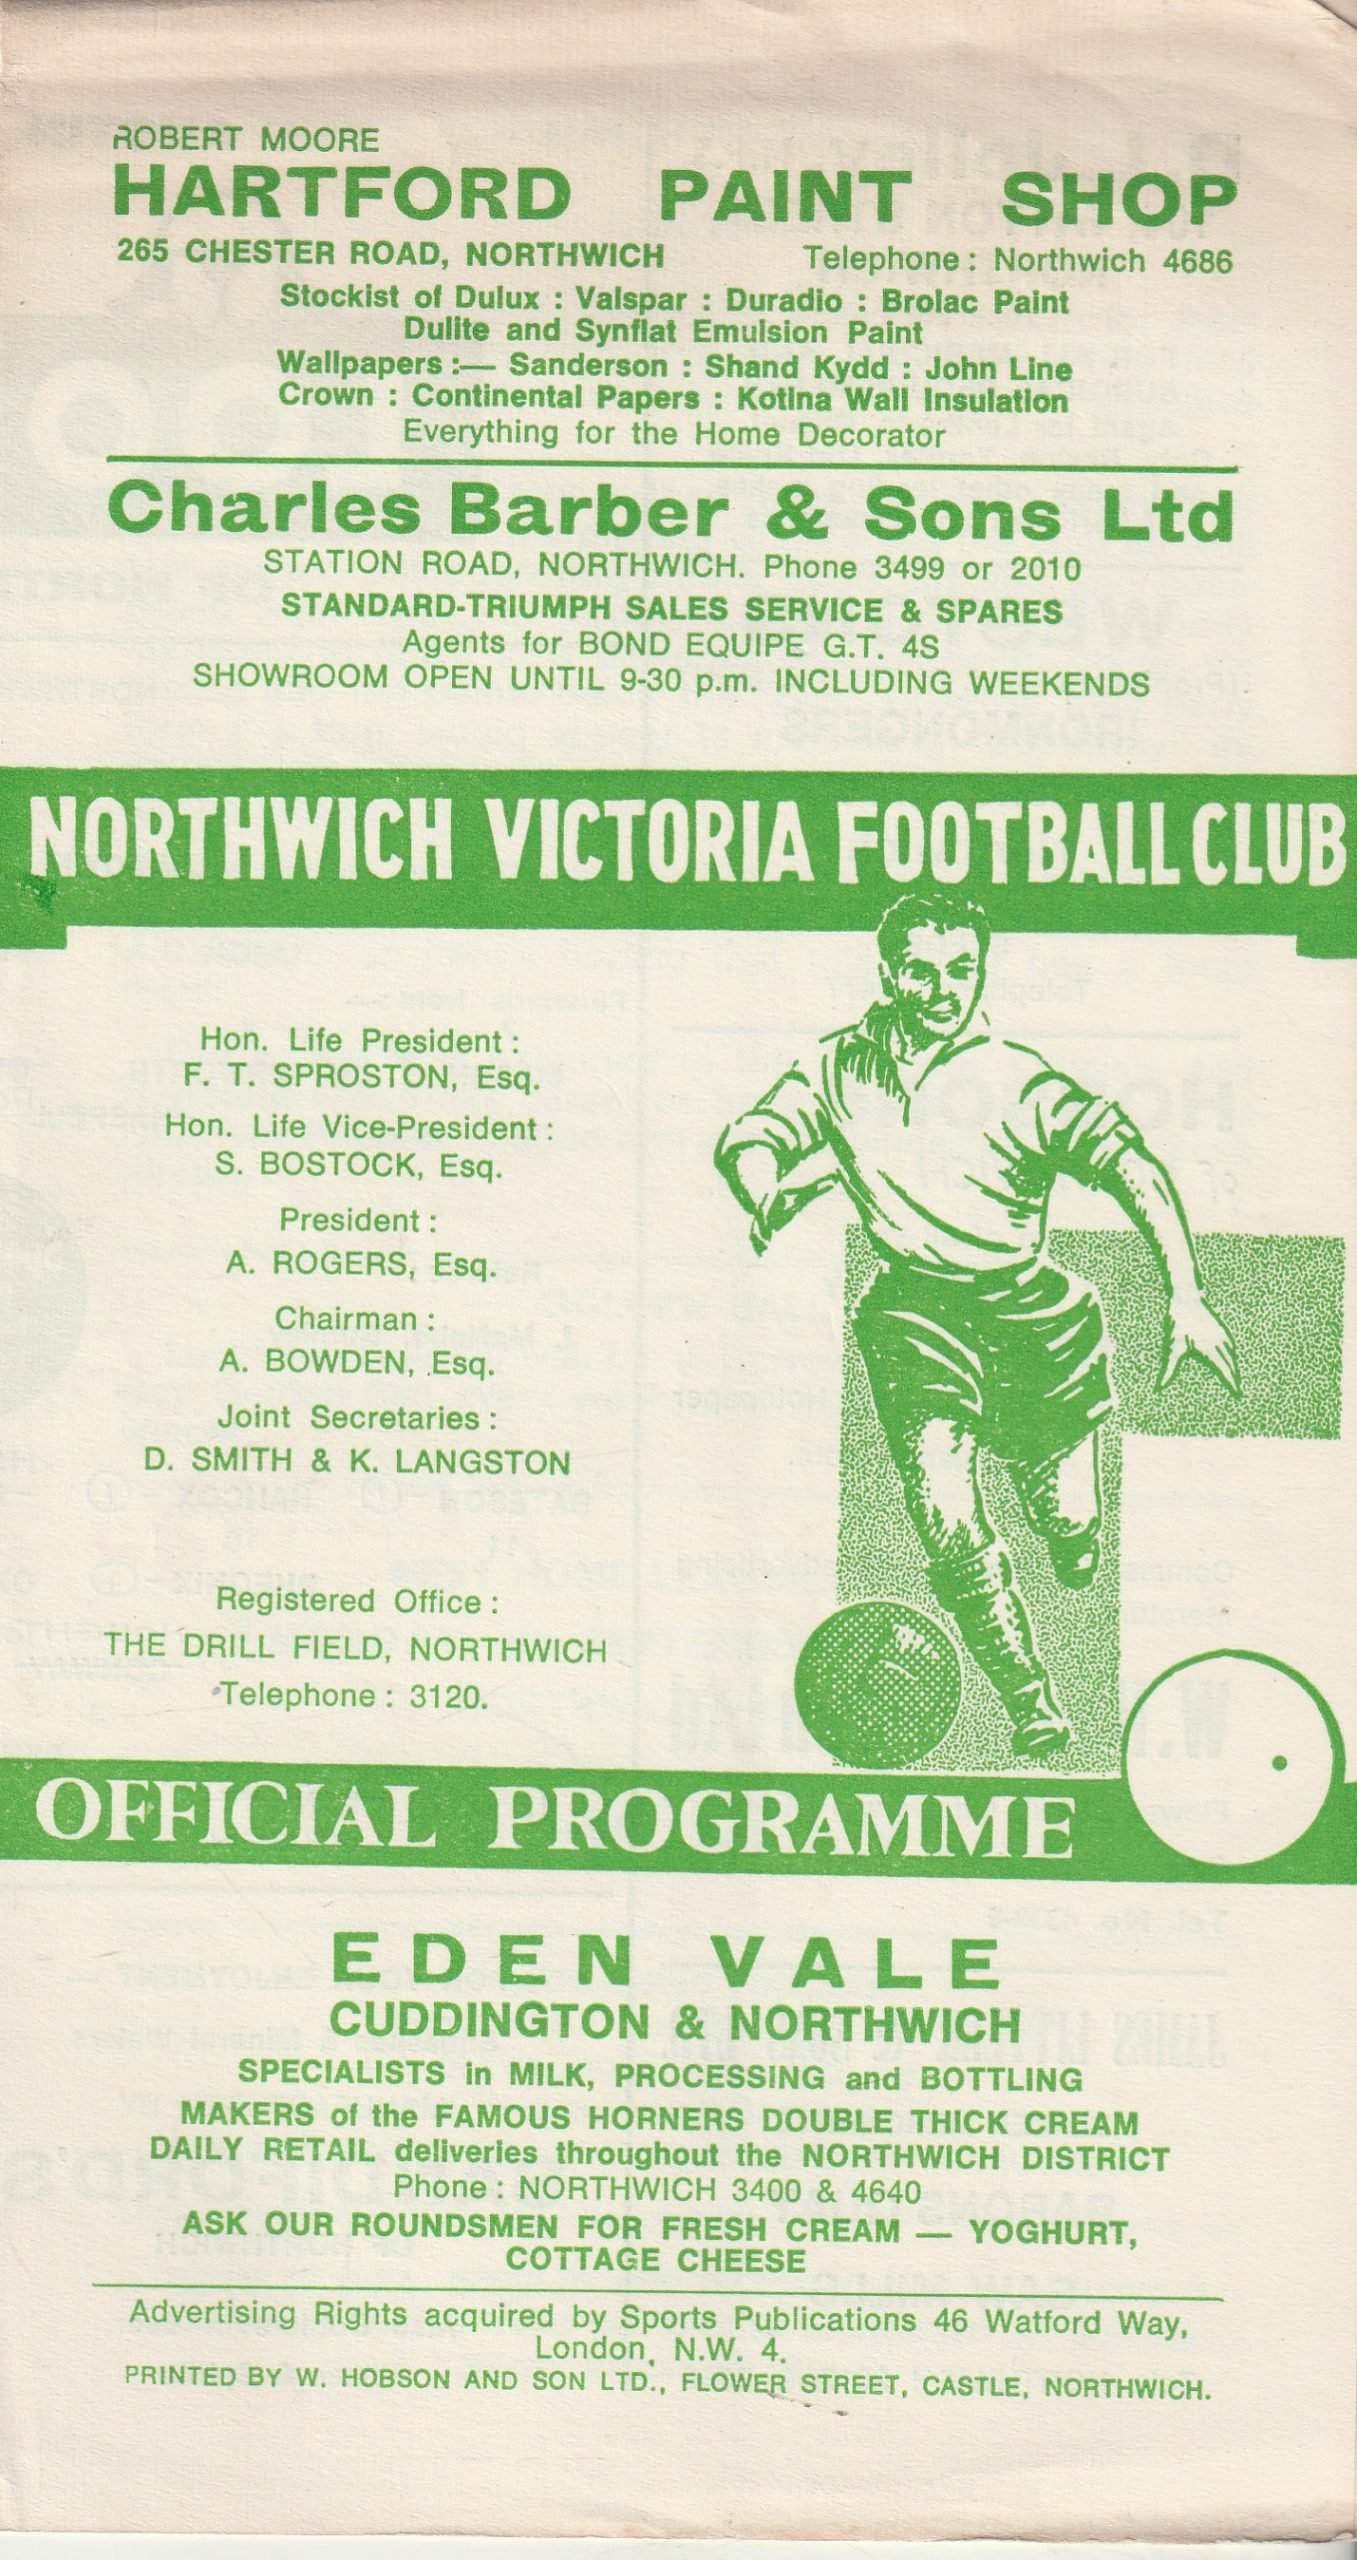 ROBERT MOORE
HARTFORD PAINT SHOP
265 CHESTER ROAD, NORTHWICH Telephone : Northwich 4686
Stockist of Dulux : Valspar : Duradio : Brolac Paint
Dulite and Synflat Emulsion Paint
Wallpapers :— Sanderson : Shand Kydd : John Line
Crown : Continental Papers : Kotina Wall Insulation
Everything for the Home Decorator
Charles Barber & Sons Ltd
STATION ROAD, NORTHWICH. Phone 3499 or 2010
STANDARD-TRIUMPH SALES SERVICE & SPARES
Agents for BOND EQUIPE G.T. 4S
SHOWROOM OPEN UNTIL 9-30 p.m. INCLUDING WEEKENDS
NORTHWICH VICTORIA FOOTBALL CLUB
Hon. Life President :
F. T. SPROSTON, Esq.
Hon. Life Vice-President :
S. BOSTOCK, Esq.
President :
A. ROGERS, Esq.
Chairman :
A. BOWDEN, Esq.
Joint Secretaries :
D. SMITH & K. LANGSTON
Registered Office :
THE DRILL FIELD, NORTHWICH
Telephone : 3120.
OFFICIAL PROGRAMME
EDEN VALE
CUDDINGTON & NORTHWICH
SPECIALISTS in MILK, PROCESSING and BOTTLING
MAKERS of the FAMOUS HORNERS DOUBLE THICK CREAM
DAILY RETAIL deliveries throughout the NORTHWICH DISTRICT
Phone : NORTHWICH 3400 & 4640
ASK OUR ROUNDSMEN FOR FRESH CREAM — YOGHURT,
COTTAGE CHEESE
Advertising Rights acquired by Sports Publications 46 Watford Way,
London, N.W. 4.
PRINTED BY W. HOBSON AND SON LTD., FLOWER STREET, CASTLE, NORTHWICH.